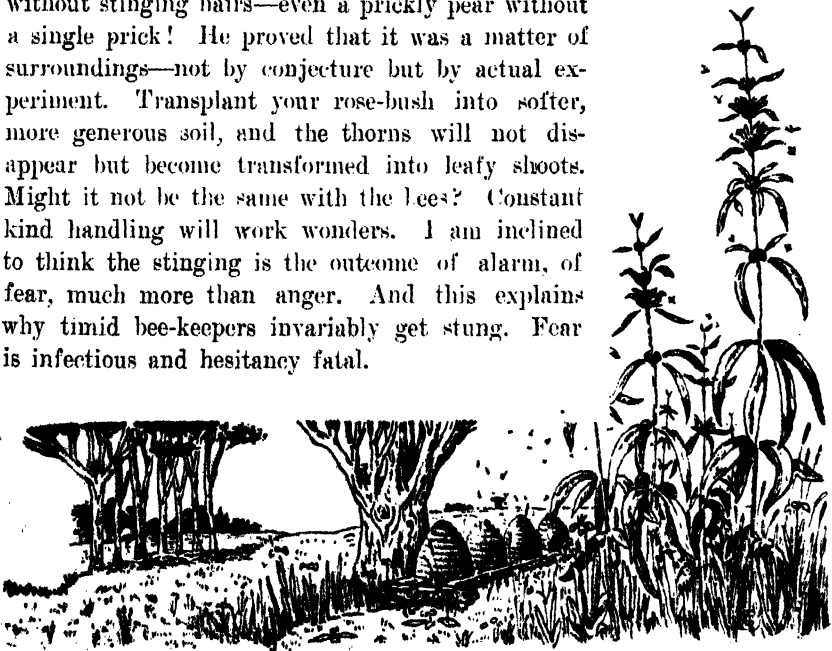 without stinging hairs—even a prickly pear without
a single prick! He proved that it was a matter of
surroundings—not by conjecture but by actual ex-
periment. Transplant your rose-bush into softer,
more generous soil, and the thorns will not dis-
appear but become transformed into leafy shoots.
Might it not be the same with the bees? Constant
kind handling will work wonders. I am inclined
to think the stinging is the outcome of alarm, of
fear, much more than anger. And this explains
why timid bee-keepers invariably get stung. Fear
is infectious and hesitancy fatal.